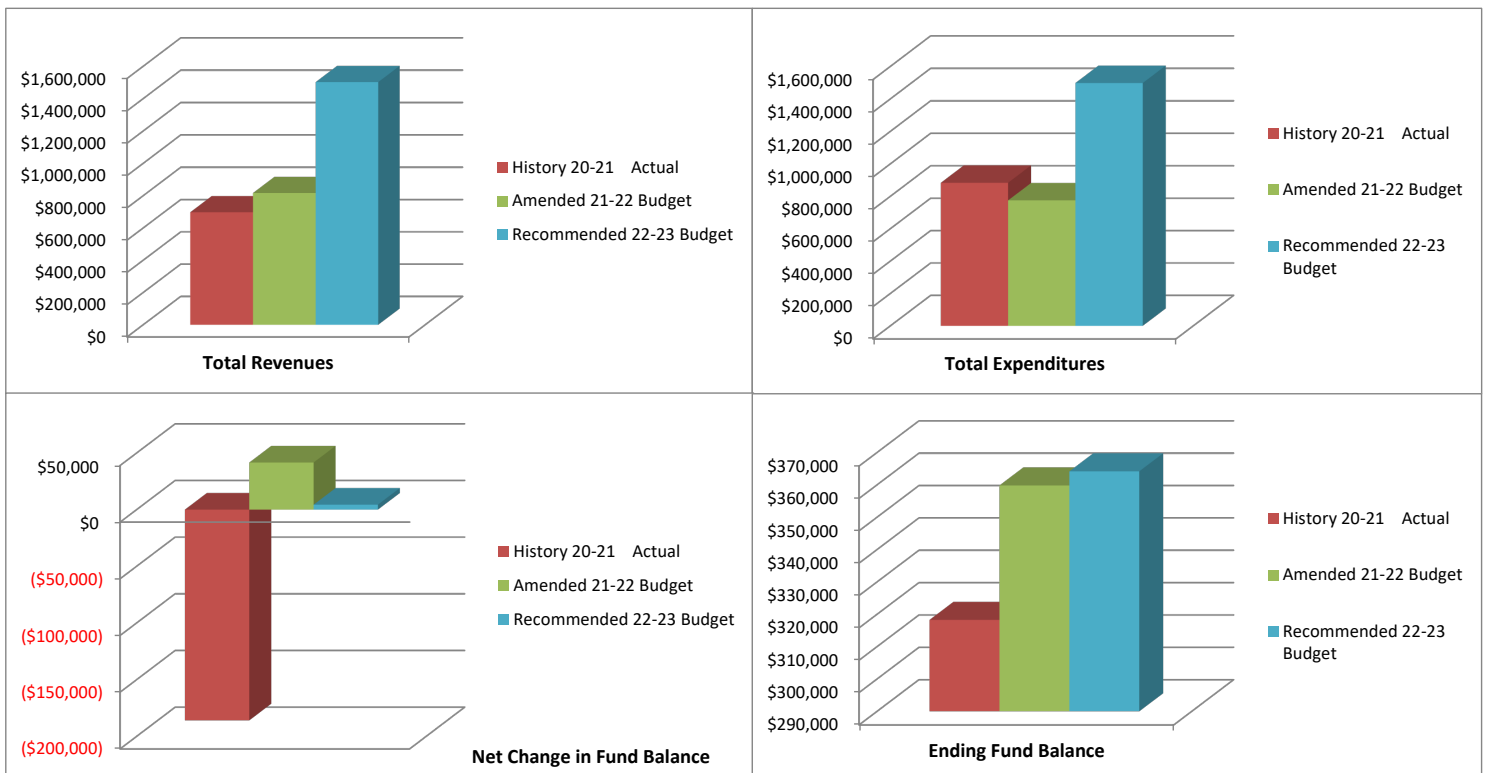 $1,600,000
$1,400,000
$1,200,000
$1,000,000
$800,000
$600,000
$400,000
$200,000
$0
Total Revenues
History 20-21 Actual
Amended 21-22 Budget
Recommended 22-23 Budget
$1,600,000
$1,400,000
$1,200,000
$1,000,000
$800,000
$600,000
$400,000
$200,000
$0
Total Expenditures
History 20-21 Actual
Amended 21-22 Budget
Recommended 22-23
Budget
$50,000
$0
($50,000)
($100,000)
($150,000)
($200,000)
Net Change in Fund Balance
History 20-21 Actual
Amended 21-22 Budget
Recommended 22-23 Budget
$370,000
$360,000
$350,000
$340,000
$330,000
$320,000
$310,000
$300,000
$290,000
Ending Fund Balance
History 20-21 Actual
Amended 21-22 Budget
Recommended 22-23
Budget